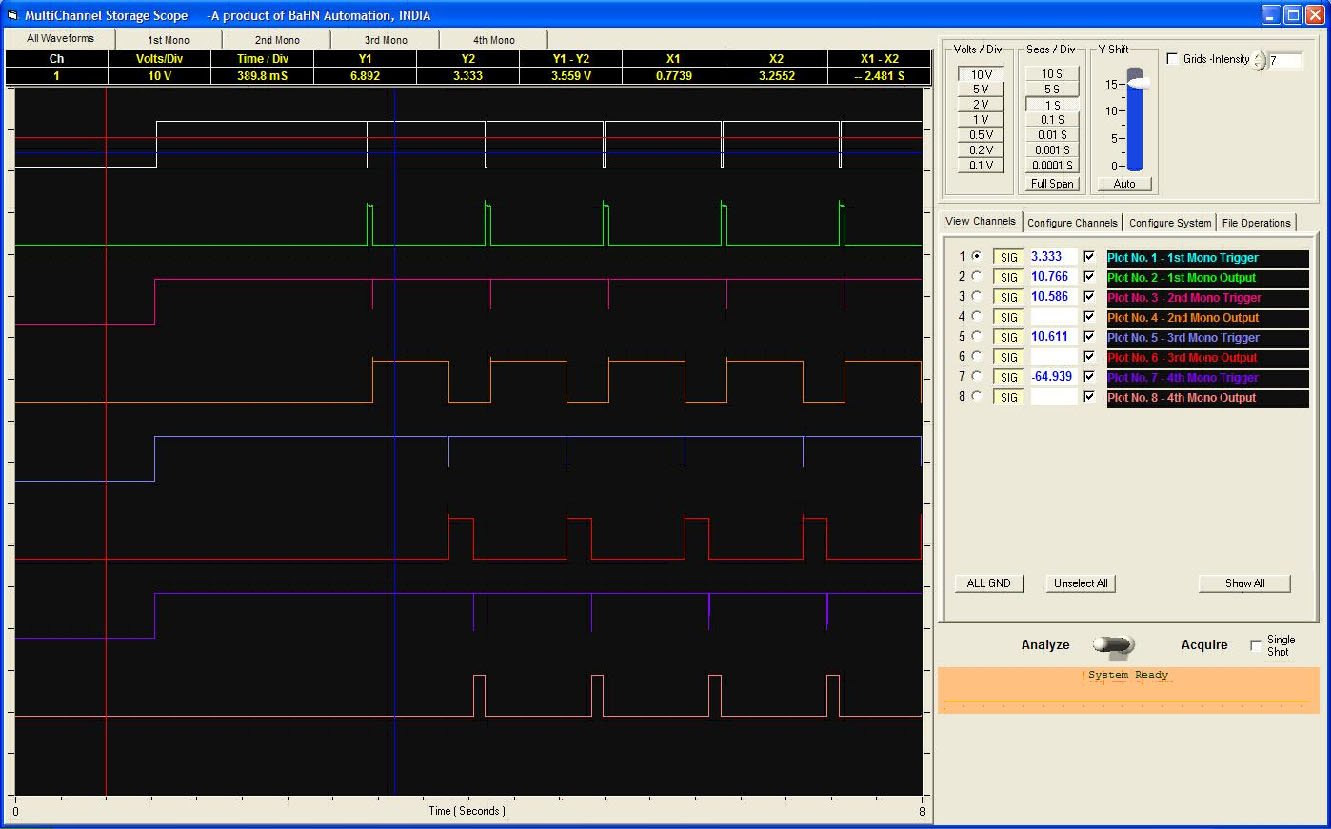 MultiChannel Storage Scope -A product of BaHN Automation, INDIA
All Waveforms 1st Mono 2nd Mono 3rd Mono 4th Mono
Ch Volts/Div Time / Div Y1 Y2 Y1 - Y2 X1 X2 X1 - X2
1 10 V 389.8 mS 6.892 3.333 3.559 V 0.7739 3.2552 -- 2.481 S
0 Time ( Seconds ) 8
Volts / Div
10V
5 V
2 V
1 V
0.5V
0.2 V
0.1 V
Secs / Div
10 S
5 S
1 S
0.1 S
0.01 S
0.001 S
0.0001 S
Full Span
Y Shift
15
10
5
0
Auto
Grids -Intensity 7
View Channels Configure Channels Configure System File Operations
1 SIG 3.333 Plot No. 1 - 1st Mono Trigger
2 SIG 10.766 Plot No. 2 - 1st Mono Output
3 SIG 10.586 Plot No. 3 - 2nd Mono Trigger
4 SIG Plot No. 4 - 2nd Mono Output
5 SIG 10.611 Plot No. 5 - 3rd Mono Trigger
6 SIG Plot No. 6 - 3rd Mono Output
7 SIG -64.939 Plot No. 7 - 4th Mono Trigger
8 SIG Plot No. 8 - 4th Mono Output
ALL GND Unselect All Show All
Analyze Acquire Single Shot
System Ready